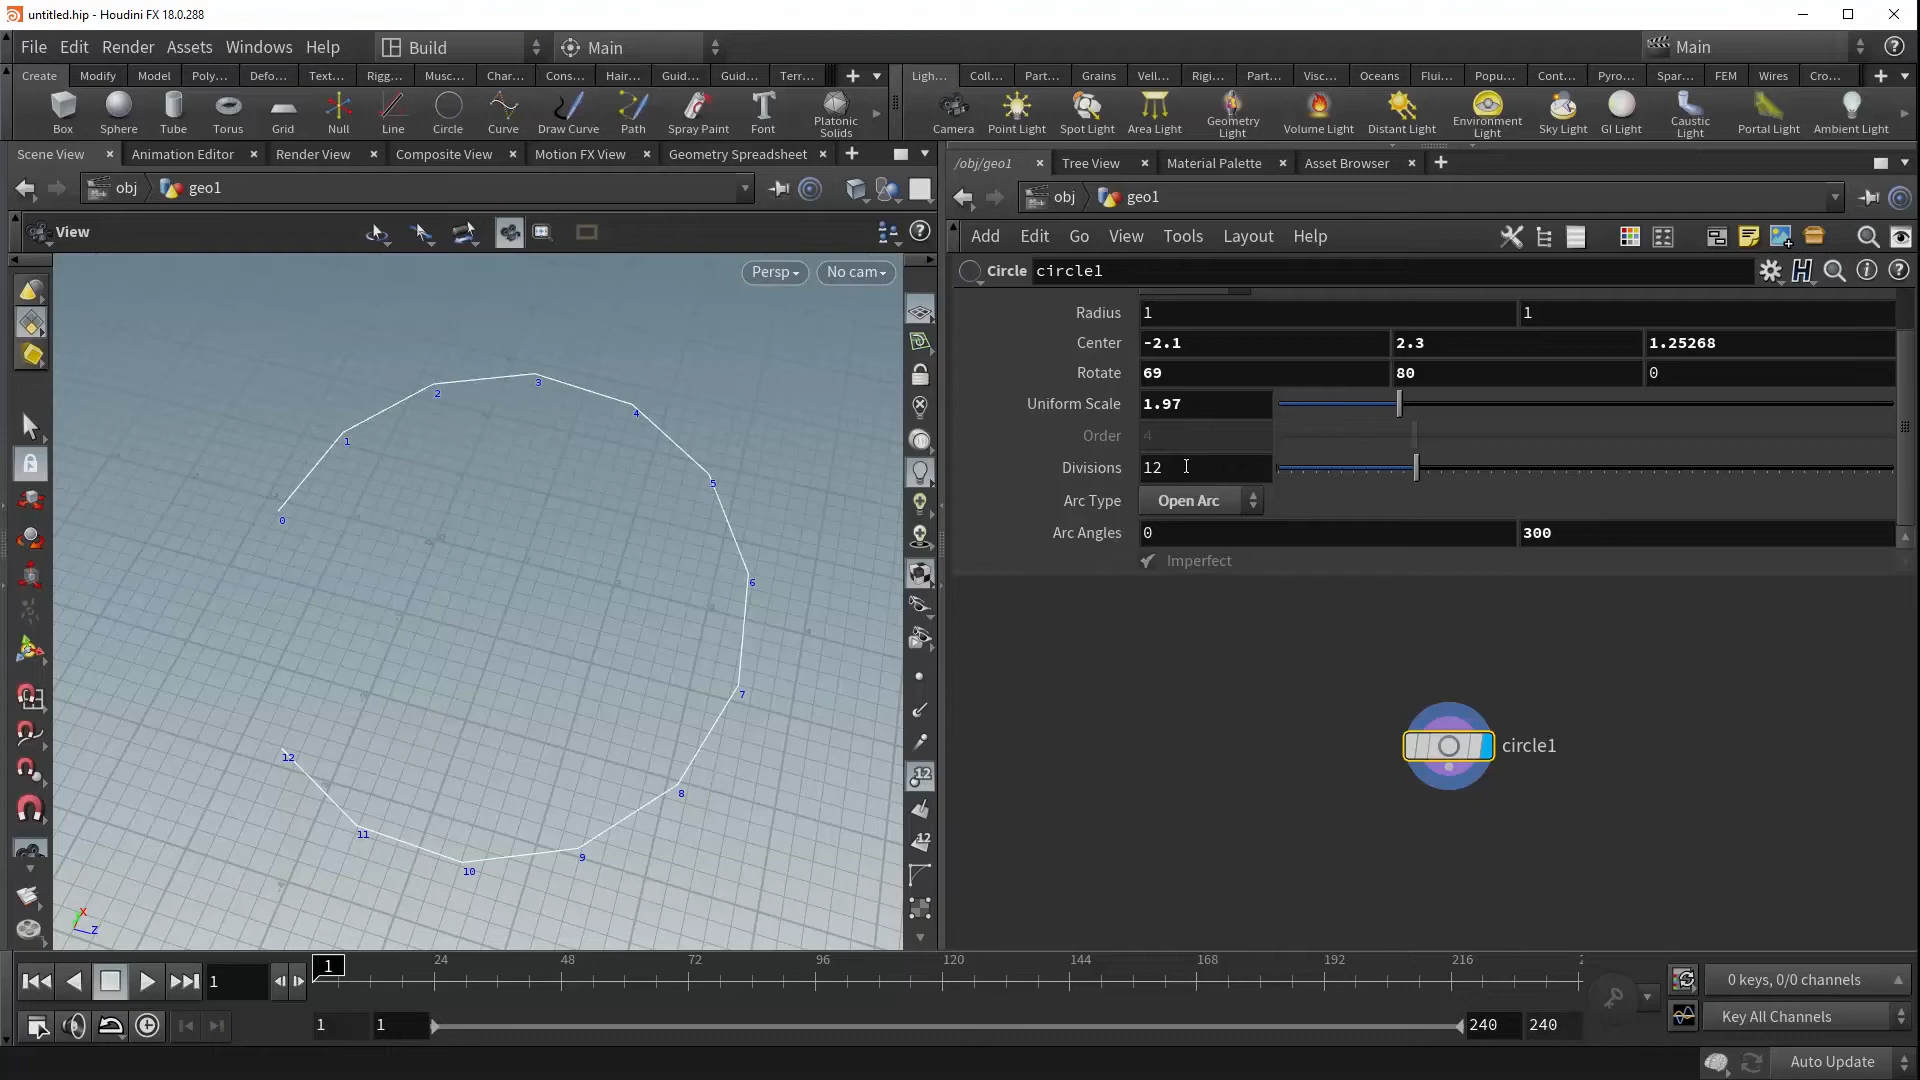 untitled.hip - Houdini FX 18.0.288
File Edit Render Assets Windows Help Build Main Main
Create Modify Model Poly... Defo... Text... Rigg... Musc... Char... Cons... Hair... Guid... Guid... Terr...
Box Sphere Tube Torus Grid Null Line Circle Curve Draw Curve Path Spray Paint Font Platonic Solids
Ligh... Coll... Part... Grains Vell... Rigi... Part... Visc... Oceans Flui... Popu... Cont... Pyro... Spar... FEM Wires Cro...
Camera Point Light Spot Light Area Light Geometry Light Volume Light Distant Light Environment Light Sky Light GI Light Caustic Light Portal Light Ambient Light
Scene View Animation Editor Render View Composite View Motion FX View Geometry Spreadsheet
obj geo1
View
Persp No cam
0
1
2
3
4
5
6
7
8
9
10
11
12
X
Z
12
12
/obj/geo1 Tree View Material Palette Asset Browser
obj geo1
Add Edit Go View Tools Layout Help
Circle circle1
Radius 1 1
Center -2.1 2.3 1.25268
Rotate 69 80 0
Uniform Scale 1.97
Order 4
Divisions 12
Arc Type Open Arc
Arc Angles 0 300
Imperfect
circle1
1 1 24 48 72 96 120 144 168 192 216 2
0 keys, 0/0 channels
1 1 240 240
Key All Channels
Auto Update